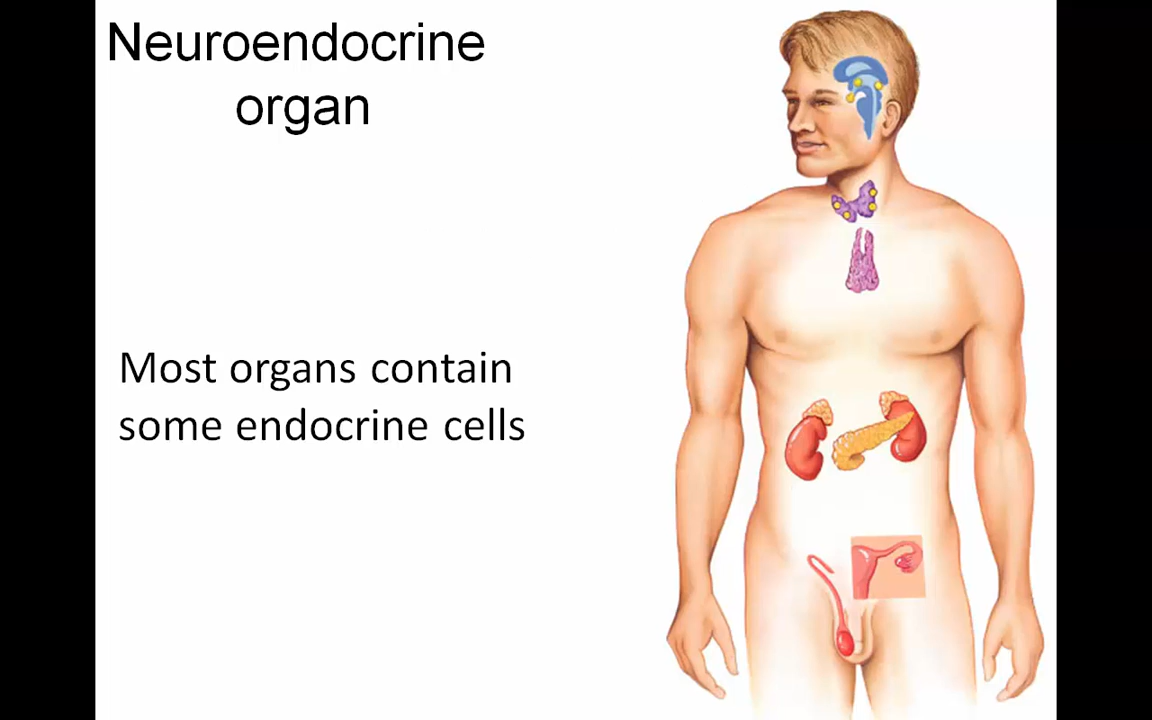 Neuroendocrine
organ
Most organs contain
some endocrine cells